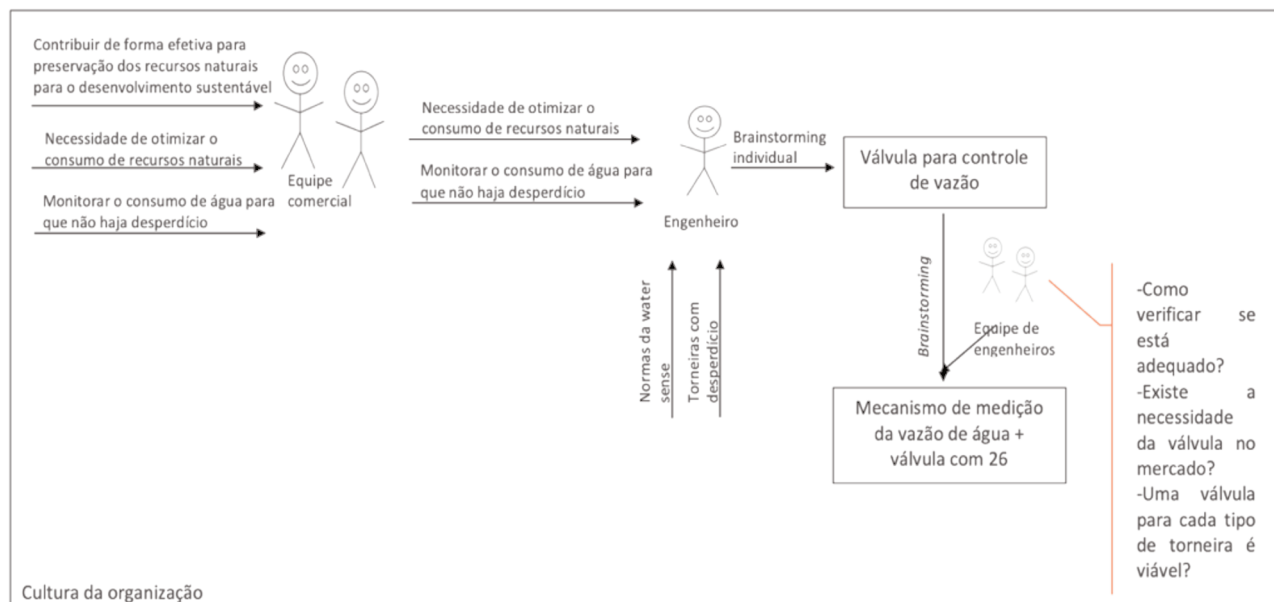 Contribuir de forma efetiva para
preservação dos recursos naturais
para o desenvolvimento sustentável
Necessidade de otimizar o
consumo de recursos naturais
Monitorar o consumo de água para
que não haja desperdício
Equipe
comercial
Necessidade de otimizar o
consumo de recursos naturais
Monitorar o consumo de água para
que não haja desperdício
Engenheiro
Normas da water
sense
Torneiras com
desperdício
Brainstorming
individual
Válvula para controle
de vazão
Brainstorming
Equipe de
engenheiros
Mecanismo de medição
da vazão de água +
válvula com 26
-Como
verificar se
está
adequado?
-Existe a
necessidade
da válvula no
mercado?
-Uma válvula
para cada tipo
de torneira é
viável?
Cultura da organização